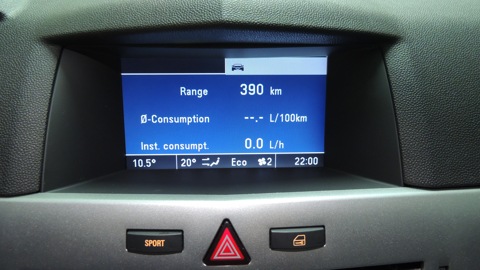 Range 390 km
Ø-Consumption --.- L/100km
Inst. consumpt. 0.0 L/h
10.5° 20° Eco 2 22:00
SPORT